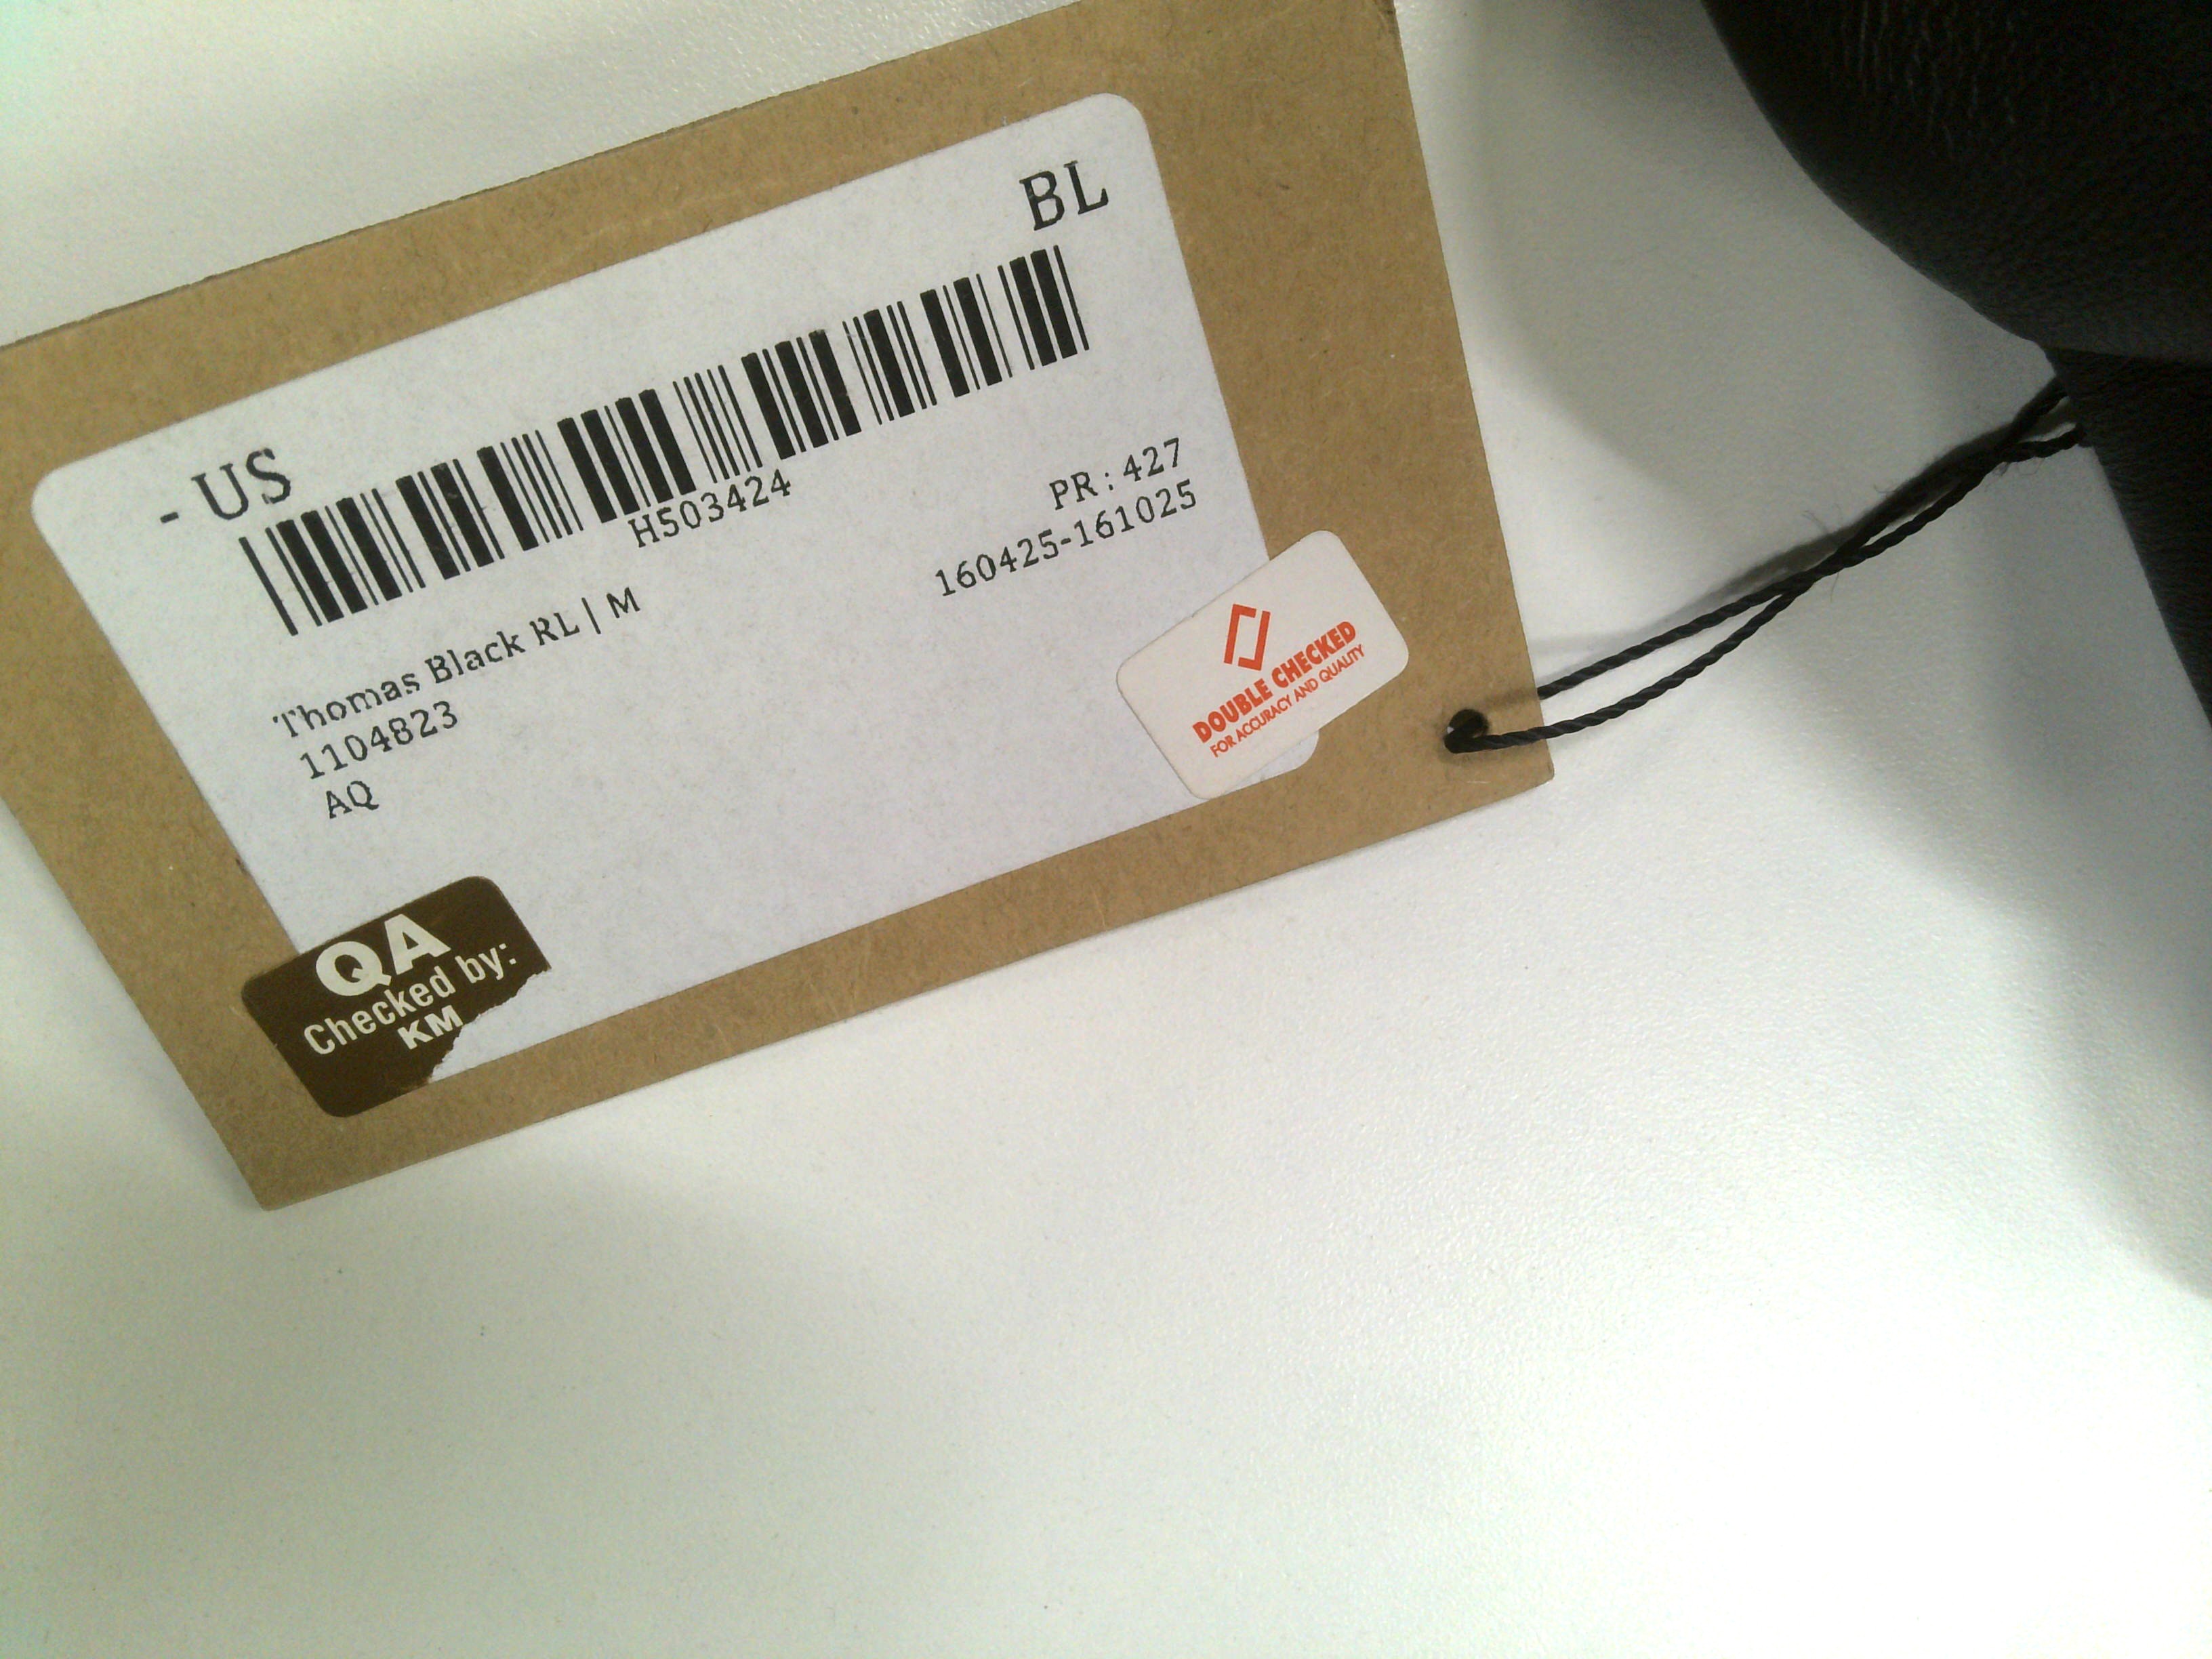 - US BL
H503424
PR : 427
160425-161025
Thomas Black RL | M
1104823
AQ
DOUBLE CHECKED
FOR ACCURACY AND QUALITY
QA
Checked by:
KM